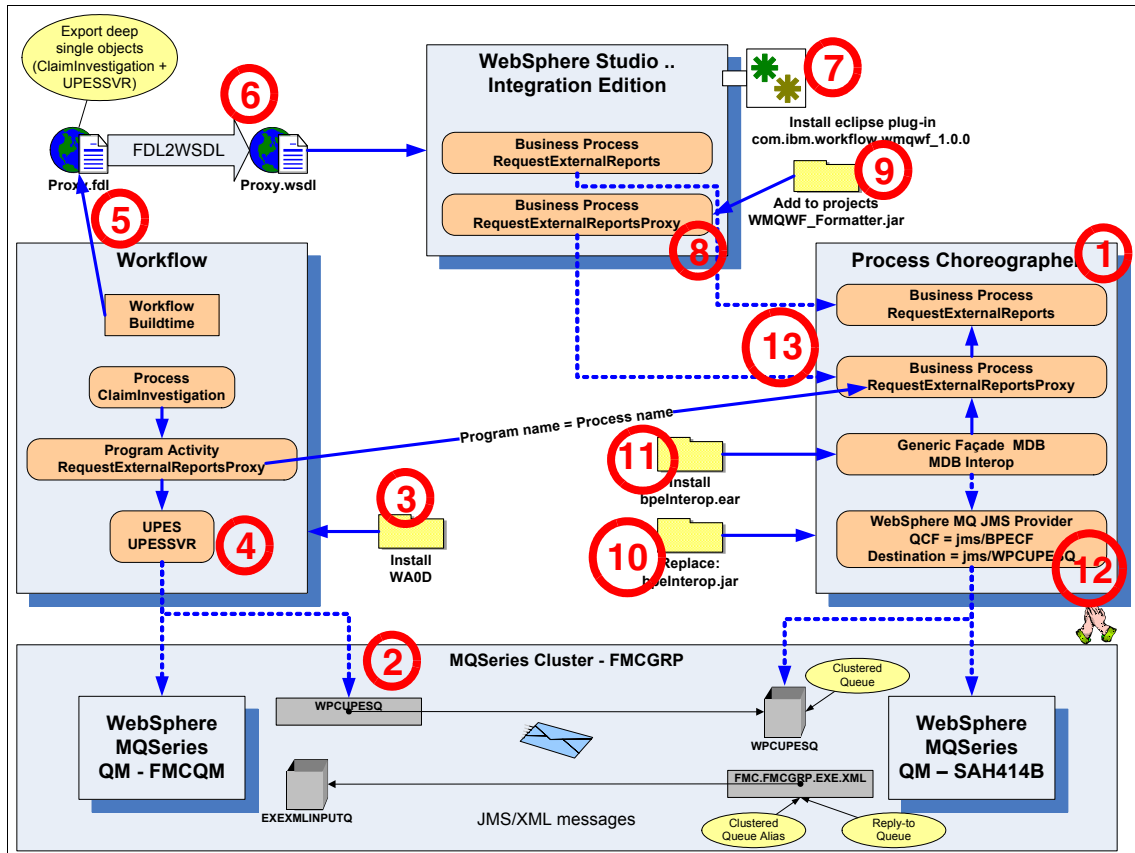 Export deep
single objects
(ClaimInvestigation +
UPESSVR)
6
FDL2WSDL
Proxy.fdl
Proxy.wsdl
5
WebSphere Studio ..
Integration Edition
Business Process
RequestExternalReports
Business Process
RequestExternalReportsProxy
8
7
Install eclipse plug-in
com.ibm.workflow.wmqwf_1.0.0
9
Add to projects
WMQWF_Formatter.jar
Workflow
Workflow
Buildtime
Process
ClaimInvestigation
Program Activity
RequestExternalReportsProxy
UPES
UPESSVR
4
3
Install
WA0D
Program name = Process name
13
Process Choreographer
1
Business Process
RequestExternalReports
Business Process
RequestExternalReportsProxy
Generic Façade MDB
MDB Interop
WebSphere MQ JMS Provider
QCF = jms/BPECF
Destination = jms/WPCUPESQ
12
11
Install
bpeInterop.ear
10
Replace:
bpeInterop.jar
2
MQSeries Cluster - FMCGRP
WebSphere
MQSeries
QM - FMCQM
WPCUPESQ
EXEXMLINPUTQ
JMS/XML messages
Clustered
Queue
WPCUPESQ
FMC.FMCGRP.EXE.XML
Clustered
Queue Alias
Reply-to
Queue
WebSphere
MQSeries
QM – SAH414B